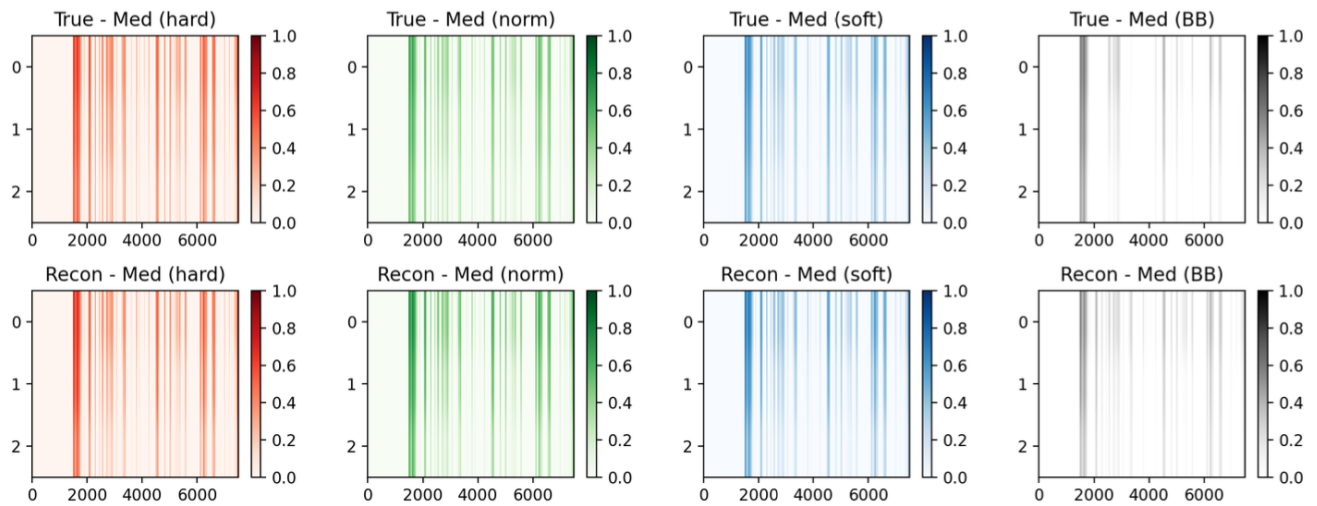 True - Med (hard) True - Med (norm) True - Med (soft) True - Med (BB)
1.0 1.0 1.0 1.0
0 0.8 0 0.8 0 0.8 0 0.8
0.6 0.6 0.6 0.6
1 1 1 1
0.4 0.4 0.4 0.4
2 0.2 2 0.2 2 0.2 2 0.2
0.0 0.0 0.0 0.0
0 2000 4000 6000 0 2000 4000 6000 0 2000 4000 6000 0 2000 4000 6000
Recon - Med (hard) Recon - Med (norm) Recon - Med (soft) Recon - Med (BB)
1.0 1.0 1.0 1.0
0 0.8 0 0.8 0 0.8 0 0.8
0.6 0.6 0.6 0.6
1 1 1 1
0.4 0.4 0.4 0.4
2 0.2 2 0.2 2 0.2 2 0.2
0.0 0.0 0.0 0.0
0 2000 4000 6000 0 2000 4000 6000 0 2000 4000 6000 0 2000 4000 6000